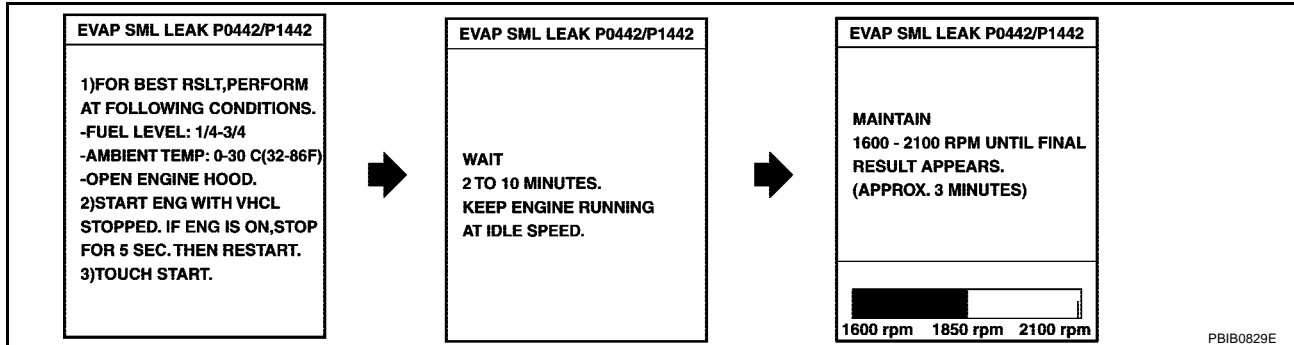 EVAP SML LEAK P0442/P1442
1)FOR BEST RSLT,PERFORM
AT FOLLOWING CONDITIONS.
-FUEL LEVEL: 1/4-3/4
-AMBIENT TEMP: 0-30 C(32-86F)
-OPEN ENGINE HOOD.
2)START ENG WITH VHCL
STOPPED. IF ENG IS ON,STOP
FOR 5 SEC. THEN RESTART.
3)TOUCH START.
EVAP SML LEAK P0442/P1442
WAIT
2 TO 10 MINUTES.
KEEP ENGINE RUNNING
AT IDLE SPEED.
EVAP SML LEAK P0442/P1442
MAINTAIN
1600 - 2100 RPM UNTIL FINAL
RESULT APPEARS.
(APPROX. 3 MINUTES)
1600 rpm 1850 rpm 2100 rpm
PBIB0829E